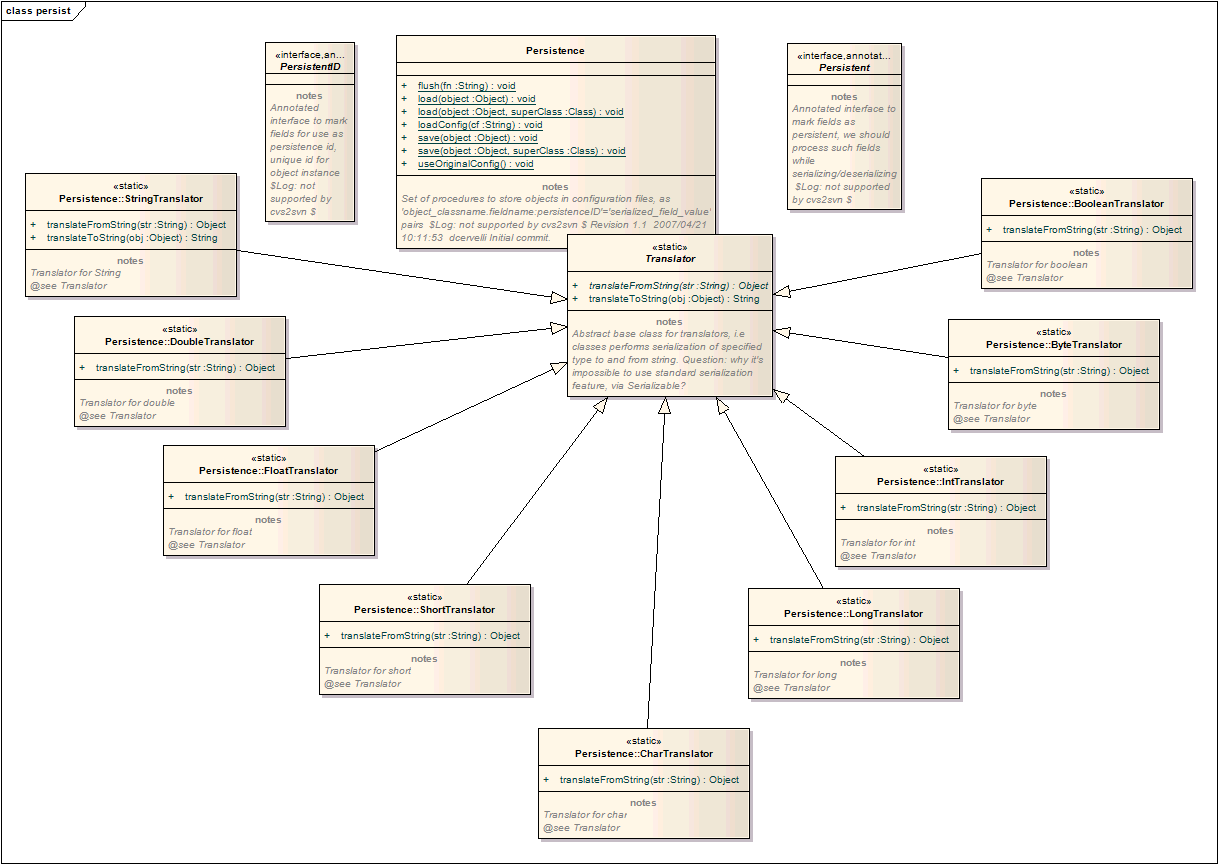 class persist
«interface,an...
PersistentID
notes
Annotated
interface to mark
fields for use as
persistence id,
unique id for
object instance
$Log: not
supported by
cvs2svn $
Persistence
+ flush(fn :String) : void
+ load(object :Object) : void
+ load(object :Object, superClass :Class) : void
+ loadConfig(cf :String) : void
+ save(object :Object) : void
+ save(object :Object, superClass :Class) : void
+ useOriginalConfig() : void
notes
Set of procedures to store objects in configuration files, as
'object_classname.fieldname:persistenceID'='serialized_field_value'
pairs $Log: not supported by cvs2svn $ Revision 1.1 2007/04/21
10:11:53 dcervelli Initial commit.
«interface,annotat...
Persistent
notes
Annotated interface to
mark fields as
persistent, we should
process such fields
while
serializing/deserializing
$Log: not supported
by cvs2svn $
«static»
Persistence::StringTranslator
+ translateFromString(str :String) : Object
+ translateToString(obj :Object) : String
notes
Translator for String
@see Translator
«static»
Translator
+ translateFromString(str :String) : Object
+ translateToString(obj :Object) : String
notes
Abstract base class for translators, i.e
classes performs serialization of specified
type to and from string. Question: why it's
impossible to use standard serialization
feature, via Serializable?
«static»
Persistence::BooleanTranslator
+ translateFromString(str :String) : Object
notes
Translator for boolean
@see Translator
«static»
Persistence::DoubleTranslator
+ translateFromString(str :String) : Object
notes
Translator for double
@see Translator
«static»
Persistence::ByteTranslator
+ translateFromString(str :String) : Object
notes
Translator for byte
@see Translator
«static»
Persistence::FloatTranslator
+ translateFromString(str :String) : Object
notes
Translator for float
@see Translator
«static»
Persistence::IntTranslator
+ translateFromString(str :String) : Object
notes
Translator for int
@see Translator
«static»
Persistence::ShortTranslator
+ translateFromString(str :String) : Object
notes
Translator for short
@see Translator
«static»
Persistence::LongTranslator
+ translateFromString(str :String) : Object
notes
Translator for long
@see Translator
«static»
Persistence::CharTranslator
+ translateFromString(str :String) : Object
notes
Translator for char
@see Translator